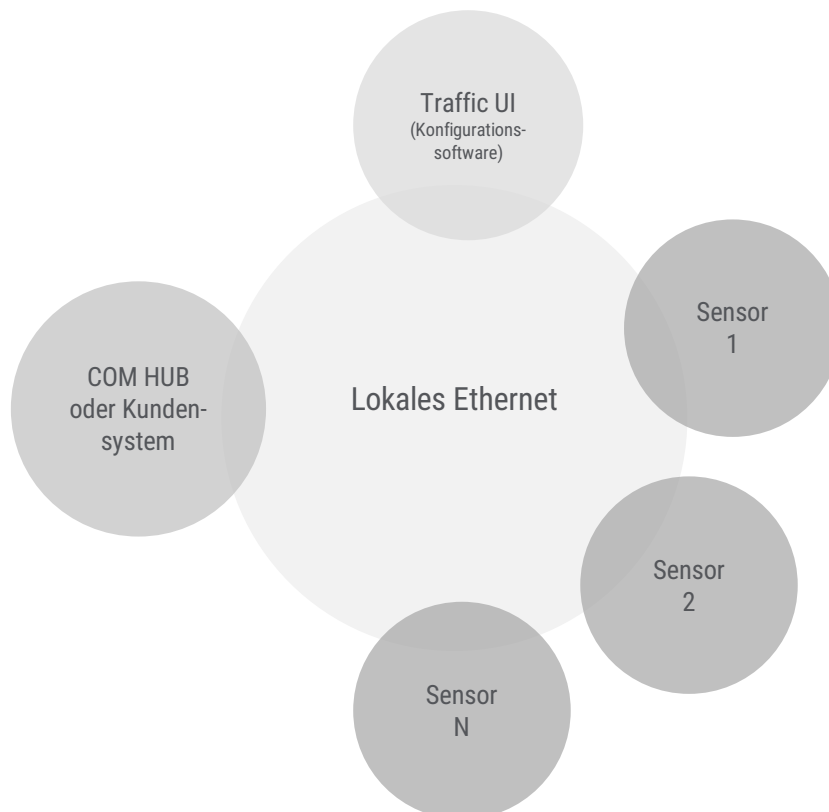 Traffic UI
(Konfigurations-
software)
Sensor
1
COM HUB
oder Kunden-
system
Lokales Ethernet
Sensor
2
Sensor
N